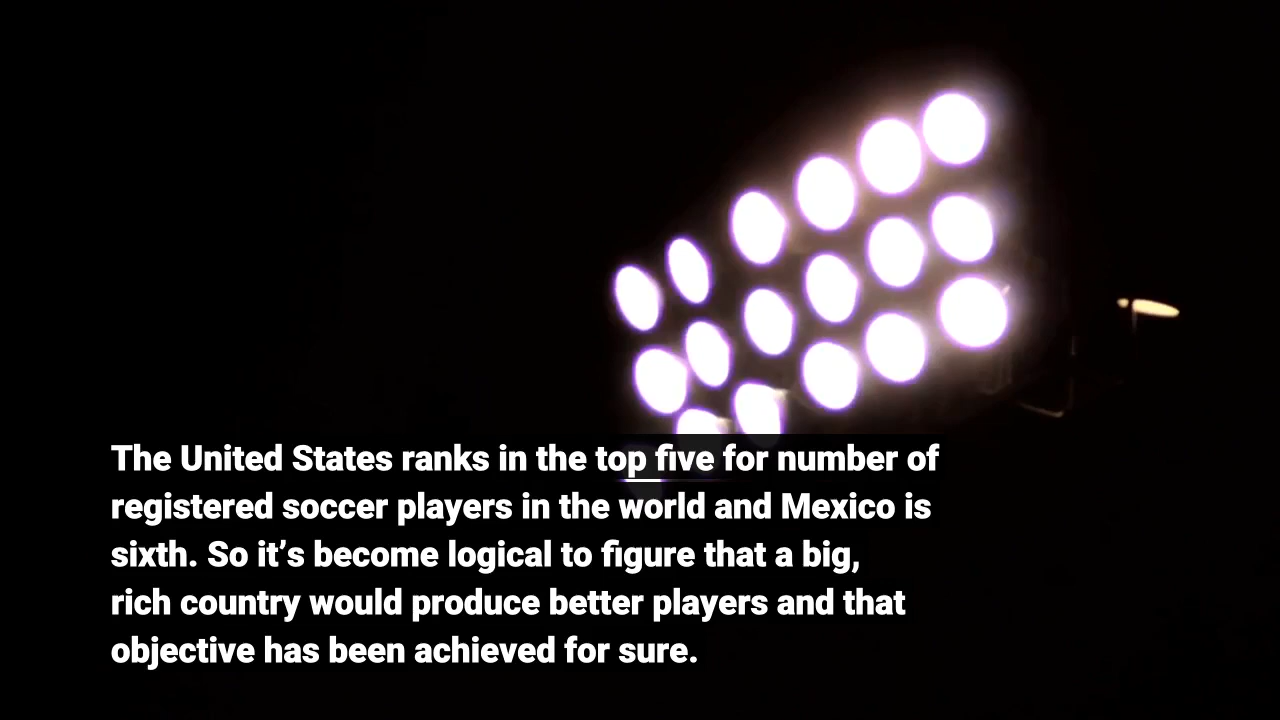 The United States ranks in the top five for number of
registered soccer players in the world and Mexico is
sixth. So it’s become logical to figure that a big,
rich country would produce better players and that
objective has been achieved for sure.